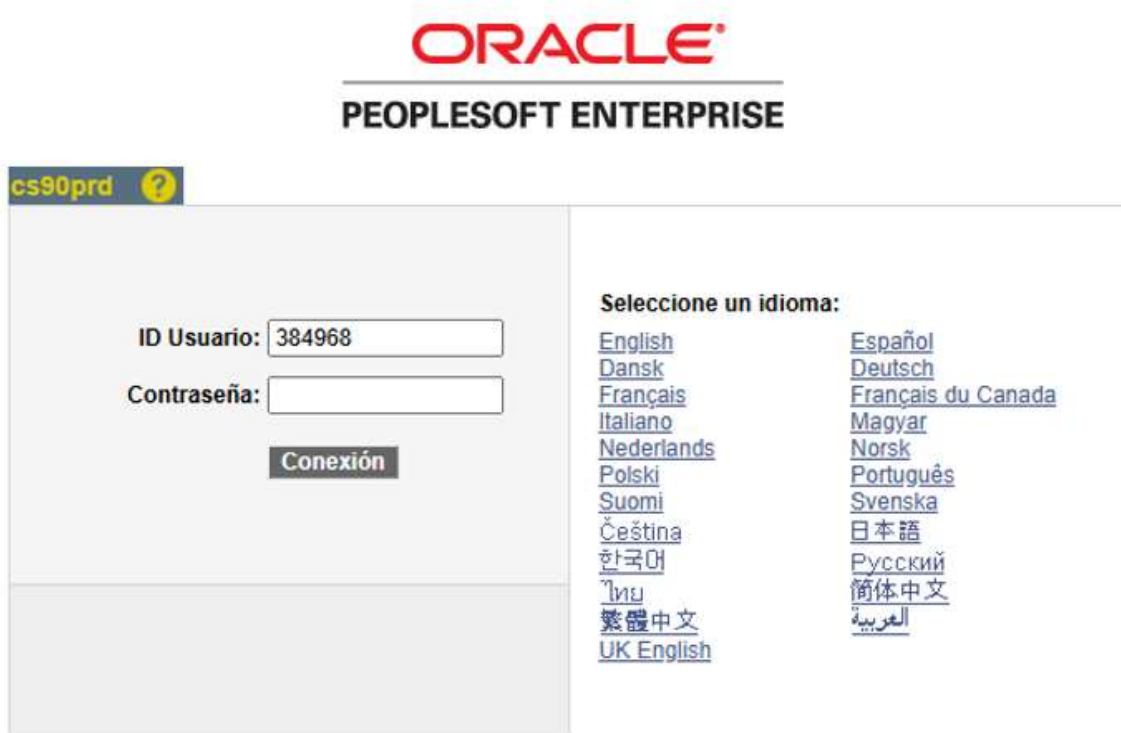 ORACLE
PEOPLESOFT ENTERPRISE
cs90prd ?
ID Usuario: 384968
Contraseña:
Conexión
Seleccione un idioma:
English Español
Dansk Deutsch
Français Français du Canada
Italiano Magyar
Nederlands Norsk
Polski Português
Suomi Svenska
Čeština 日本語
한국어 Русский
ไทย 简体中文
繁體中文 العربية
UK English